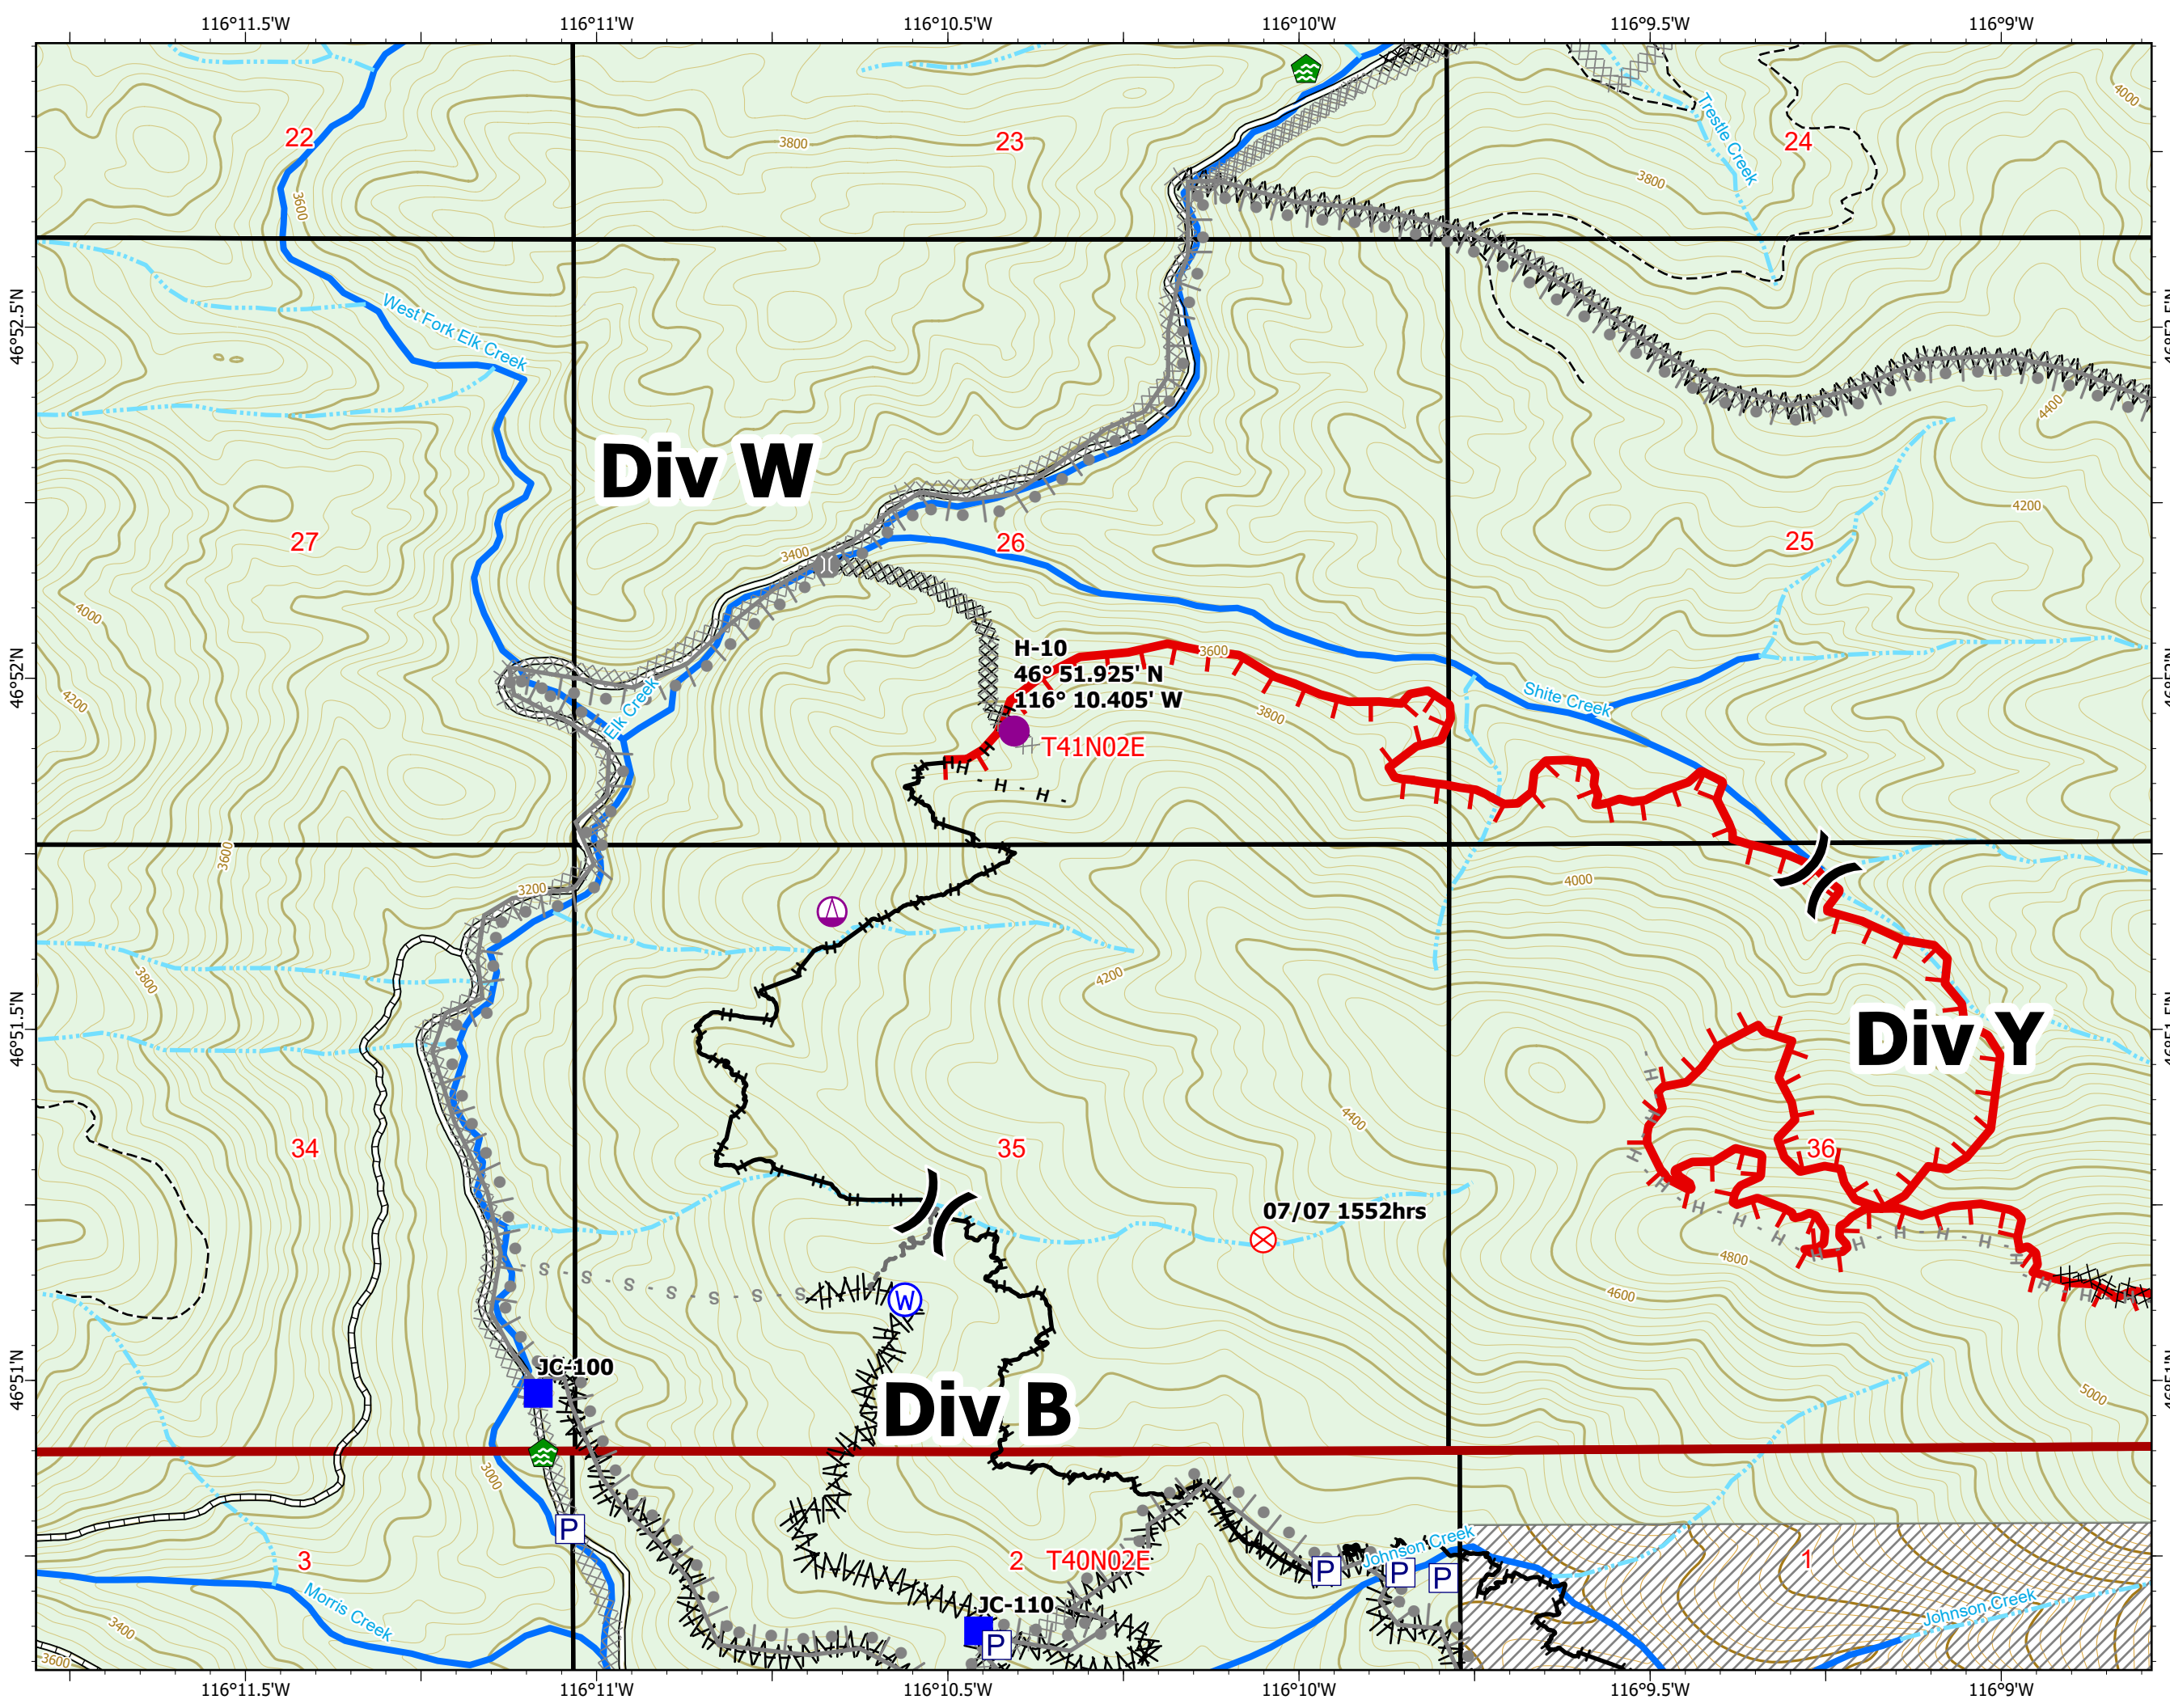 116°11.5'W
116°11'W
116°10.5'W
116°10'W
116°9.5'W
116°9'W
22
23
24
Trestle Creek
4000
3800
3800
3600
46°52.5'N
West Fork Elk Creek
4400
Div W
27
26
25
4200
3400
4000
H-10
46° 51.925' N
116° 10.405' W
3600
46°52'N
4200
Elk Creek
3800
Shite Creek
T41N02E
H - H - H -
3600
3200
4000
3800
4200
46°51.5'N
Div Y
4400
34
35
36
07/07 1552hrs
4800
4600
S - S - S - S - S - S - S
W
46°51'N
JC-100
5000
Div B
3000
P
3
2
T40N02E
Johnson Creek
1
P
P
P
Morris Creek
JC-110
P
Johnson Creek
3400
3600
116°11.5'W
116°11'W
116°10.5'W
116°10'W
116°9.5'W
116°9'W